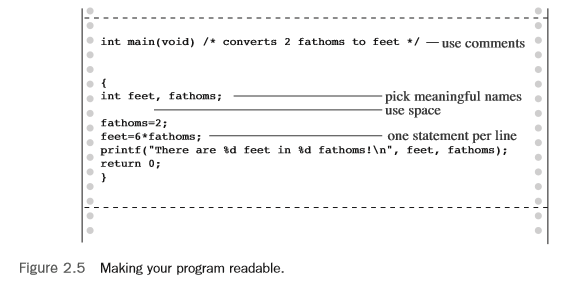 int main(void) /* converts 2 fathoms to feet */ use comments
{
int feet, fathoms; pick meaningful names
use space
fathoms=2;
feet=6*fathoms; one statement per line
printf("There are %d feet in %d fathoms!\n", feet, fathoms);
return 0;
}
Figure 2.5 Making your program readable.